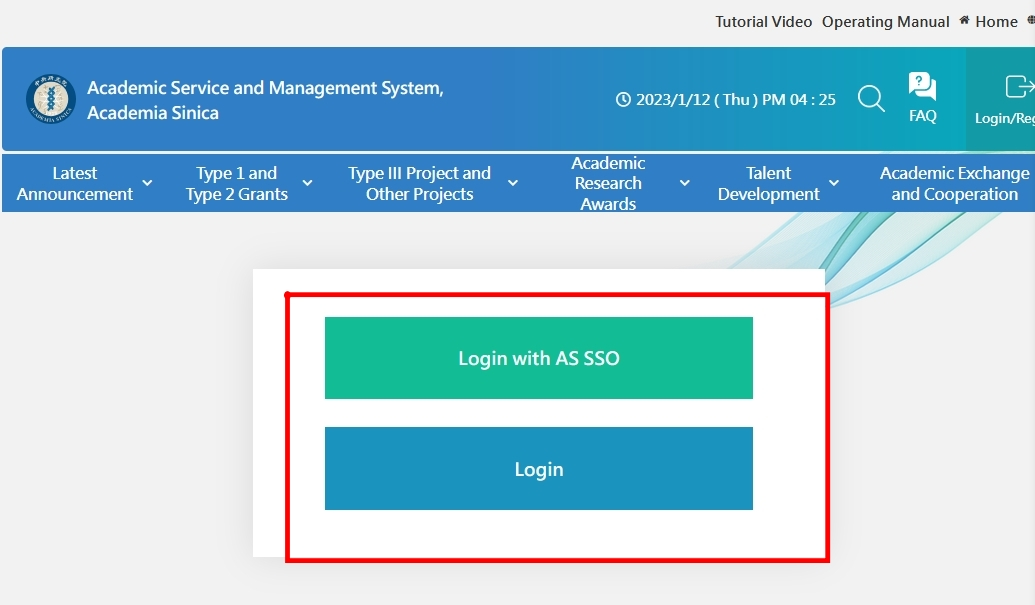 Tutorial Video Operating Manual Home
Academic Service and Management System,
Academia Sinica
2023/1/12 ( Thu ) PM 04 : 25
FAQ
Login/Reg
Latest
Announcement
Type 1 and
Type 2 Grants
Type III Project and
Other Projects
Academic
Research
Awards
Talent
Development
Academic Exchange
and Cooperation
Login with AS SSO
Login